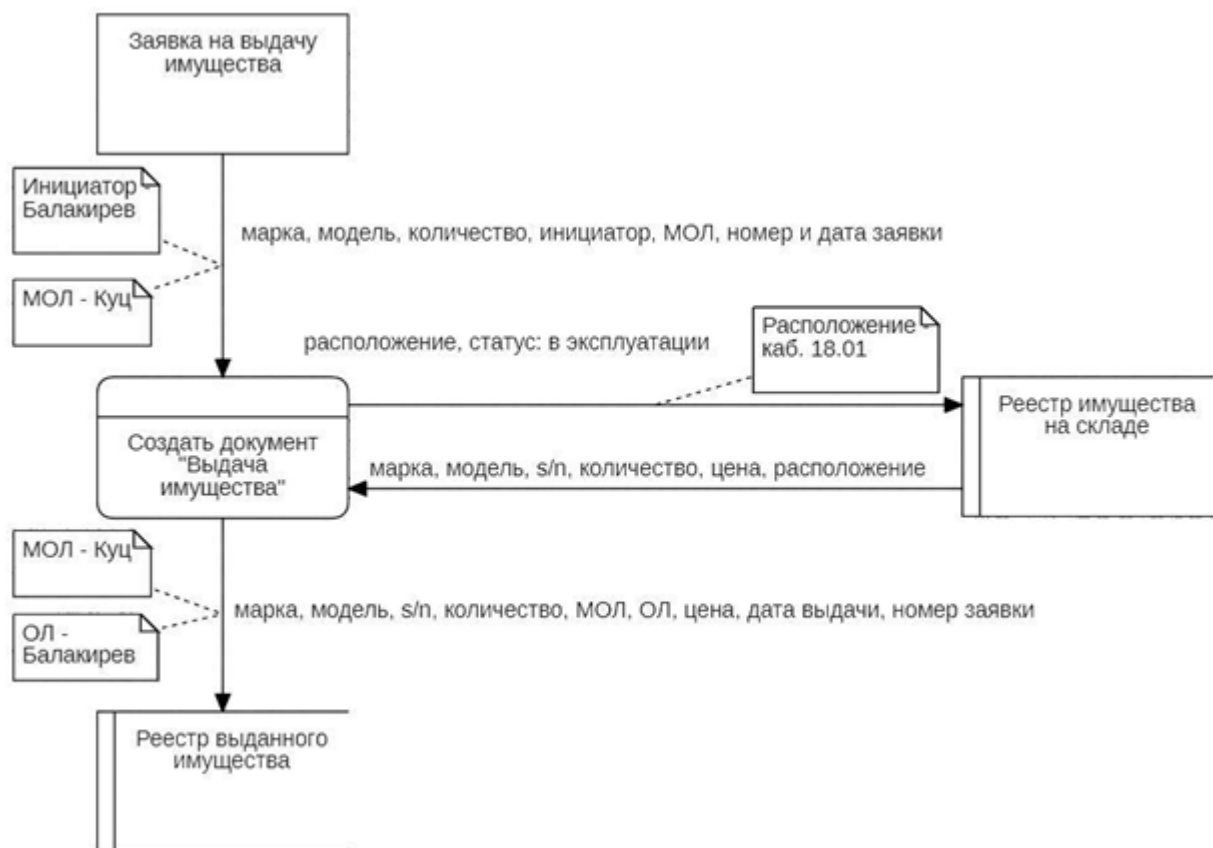 Заявка на выдачу
имущества
Инициатор -
Балакирев
марка, модель, количество, инициатор, МОЛ, номер и дата заявки
МОЛ - Куц
расположение, статус: в эксплуатации
Расположение -
каб. 18.01
Реестр имущества
на складе
Создать документ
"Выдача
имущества"
марка, модель, s/n, количество, цена, расположение
МОЛ - Куц
марка, модель, s/n, количество, МОЛ, ОЛ, цена, дата выдачи, номер заявки
ОЛ -
Балакирев
Реестр выданного
имущества